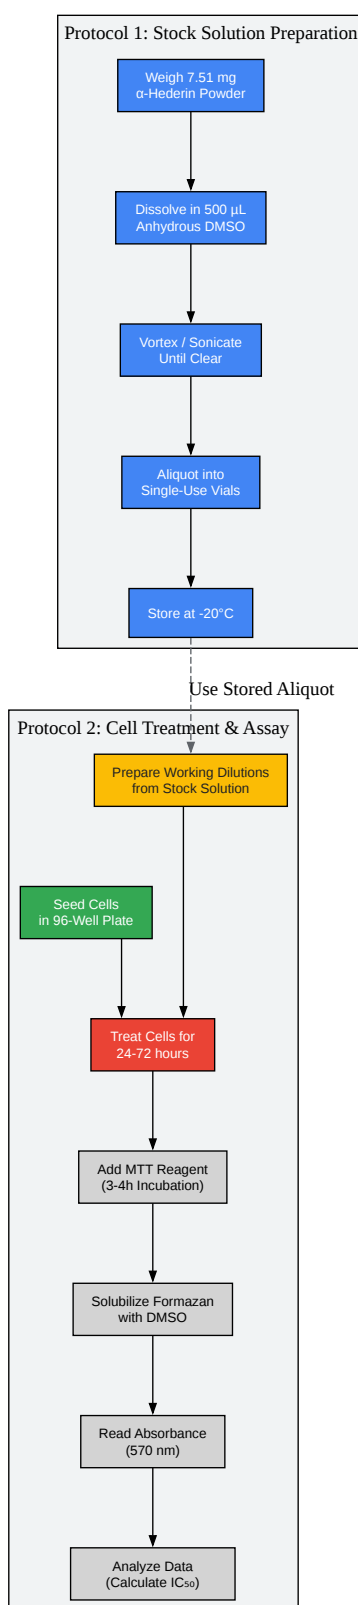 Protocol 1: Stock Solution Preparation
Weigh 7.51 mg
α-Hederin Powder
Dissolve in 500 µL
Anhydrous DMSO
Vortex / Sonicate
Until Clear
Aliquot into
Single-Use Vials
Store at -20°C
Use Stored Aliquot
Protocol 2: Cell Treatment & Assay
Prepare Working Dilutions
from Stock Solution
Seed Cells
in 96-Well Plate
Treat Cells for
24-72 hours
Add MTT Reagent
(3-4h Incubation)
Solubilize Formazan
with DMSO
Read Absorbance
(570 nm)
Analyze Data
(Calculate IC₅₀)